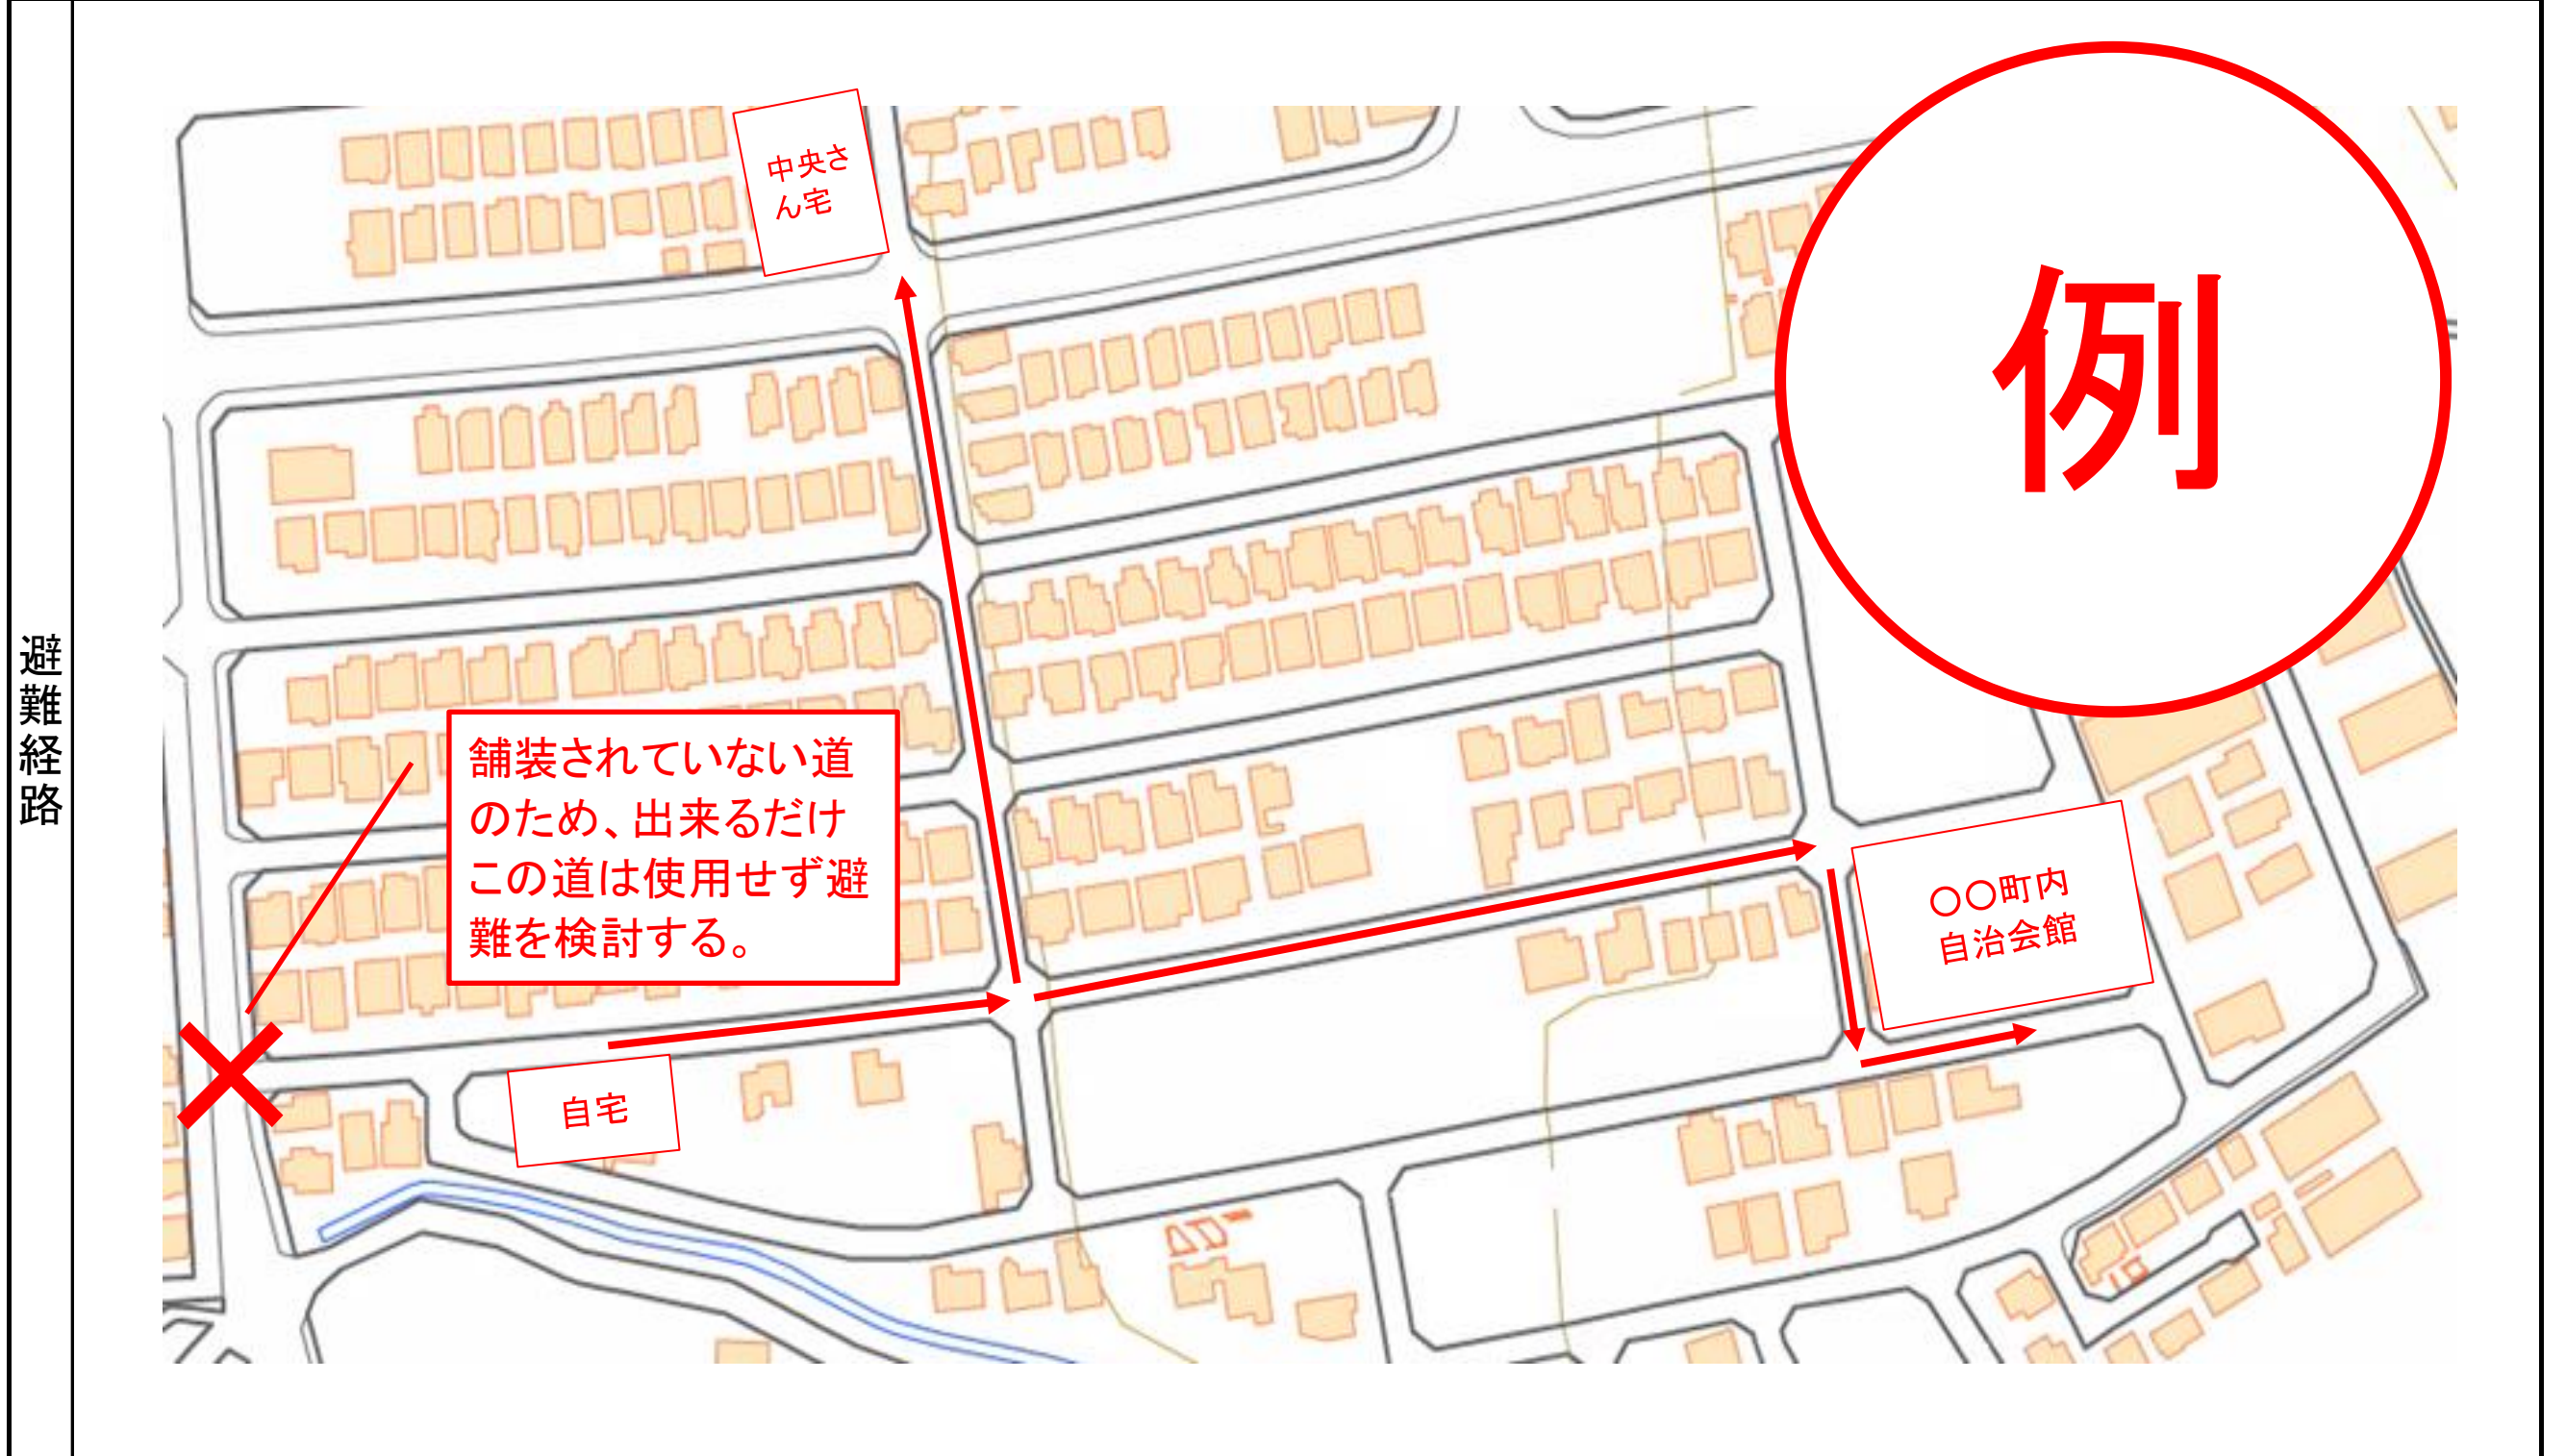 避難経路
中央さ
ん宅
例
舗装されていない道
のため、出来るだけ
この道は使用せず避
難を検討する。
〇〇町内
自治会館
自宅